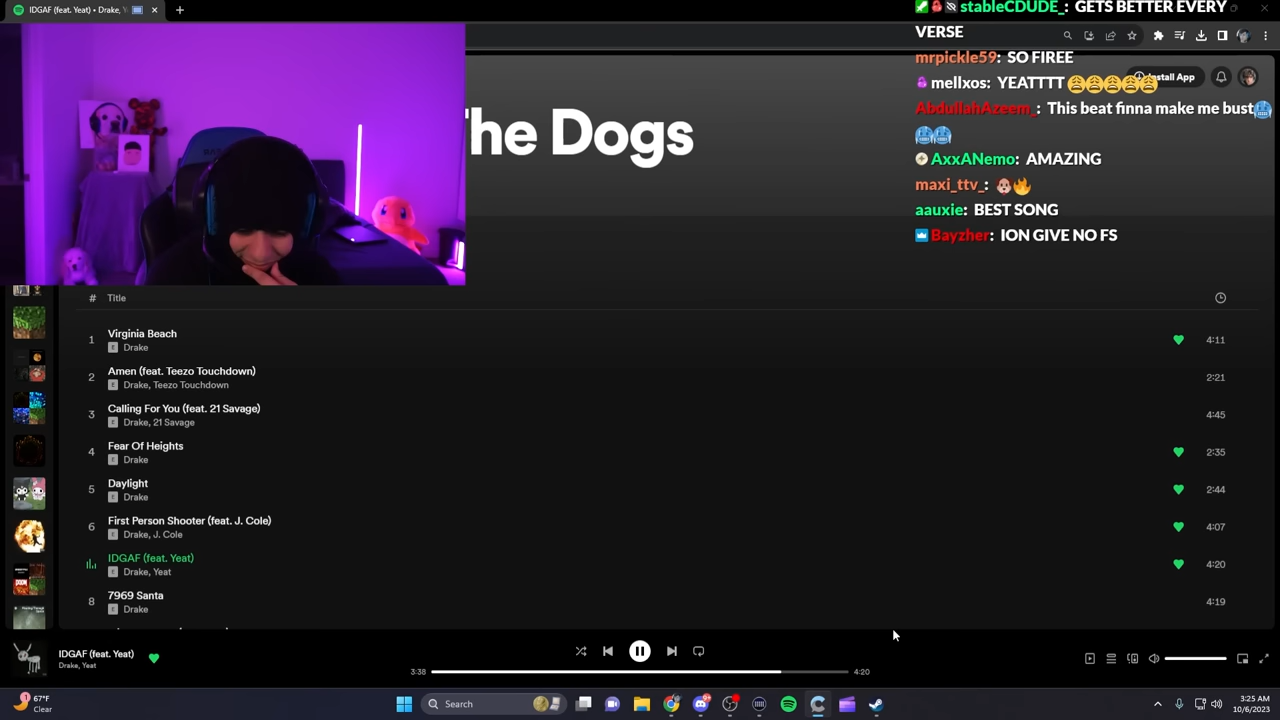 IDGAF (feat. Yeat) • Drake, Y
stableCDUDE_: GETS BETTER EVERY
VERSE
mrpickle59: SO FIREE
mellxos: YEATTTT 😩😩😩😩😩
Install App
AbdullahAzeem_: This beat finna make me bust🥶
🥶🥶
AxxANemo: AMAZING
maxi_ttv_: 🐵🔥
aauxie: BEST SONG
Bayzher: ION GIVE NO FS
The Dogs
# Title
1 Virginia Beach 4:11
E Drake
2 Amen (feat. Teezo Touchdown) 2:21
E Drake, Teezo Touchdown
3 Calling For You (feat. 21 Savage) 4:45
E Drake, 21 Savage
4 Fear Of Heights 2:35
E Drake
5 Daylight 2:44
E Drake
6 First Person Shooter (feat. J. Cole) 4:07
E Drake, J. Cole
IDGAF (feat. Yeat) 4:20
E Drake, Yeat
8 7969 Santa 4:19
E Drake
IDGAF (feat. Yeat)
Drake, Yeat
3:38 4:20
67°F
Clear
Search
3:25 AM
10/6/2023